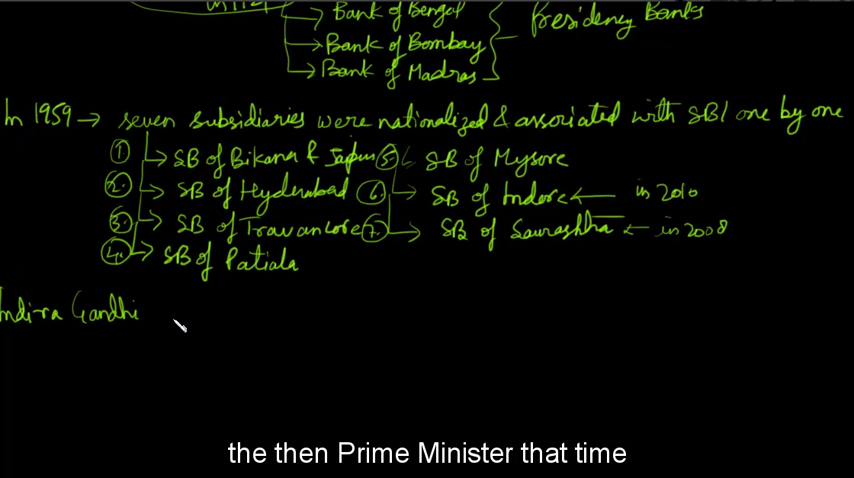 Bank of Bengal
Bank of Bombay
Presidency Banks
Bank of Madras
In 1959 → seven subsidiaries were nationalized & associated with SBI one by one
① → SB of Bikana & Jaipur ⑤ → SB of Mysore
②. → SB of Hyderabad ⑥ → SB of Indore ← in 2010
③. → SB of Travancore ⑦. → SB of Saurashtra ← in 2008
④. → SB of Patiala
Indira Gandhi
the then Prime Minister that time